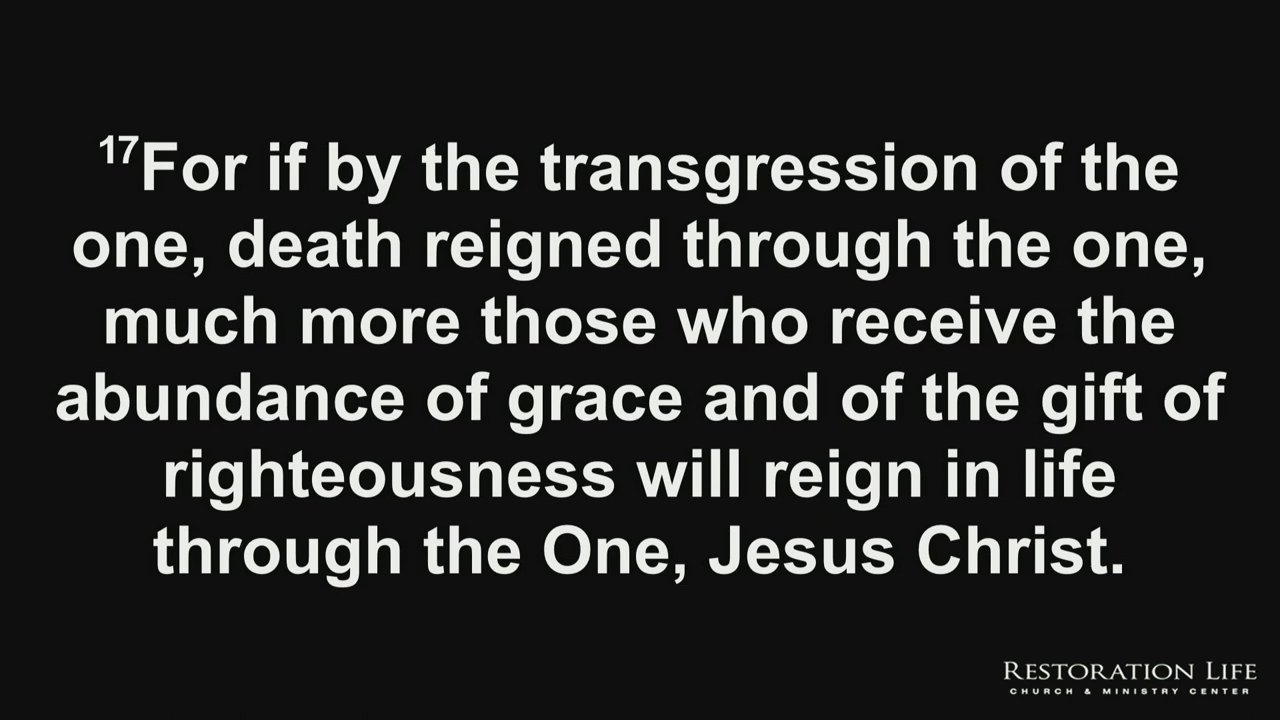 17For if by the transgression of the
one, death reigned through the one,
much more those who receive the
abundance of grace and of the gift of
righteousness will reign in life
through the One, Jesus Christ.
RESTORATION LIFE
CHURCH & MINISTRY CENTER